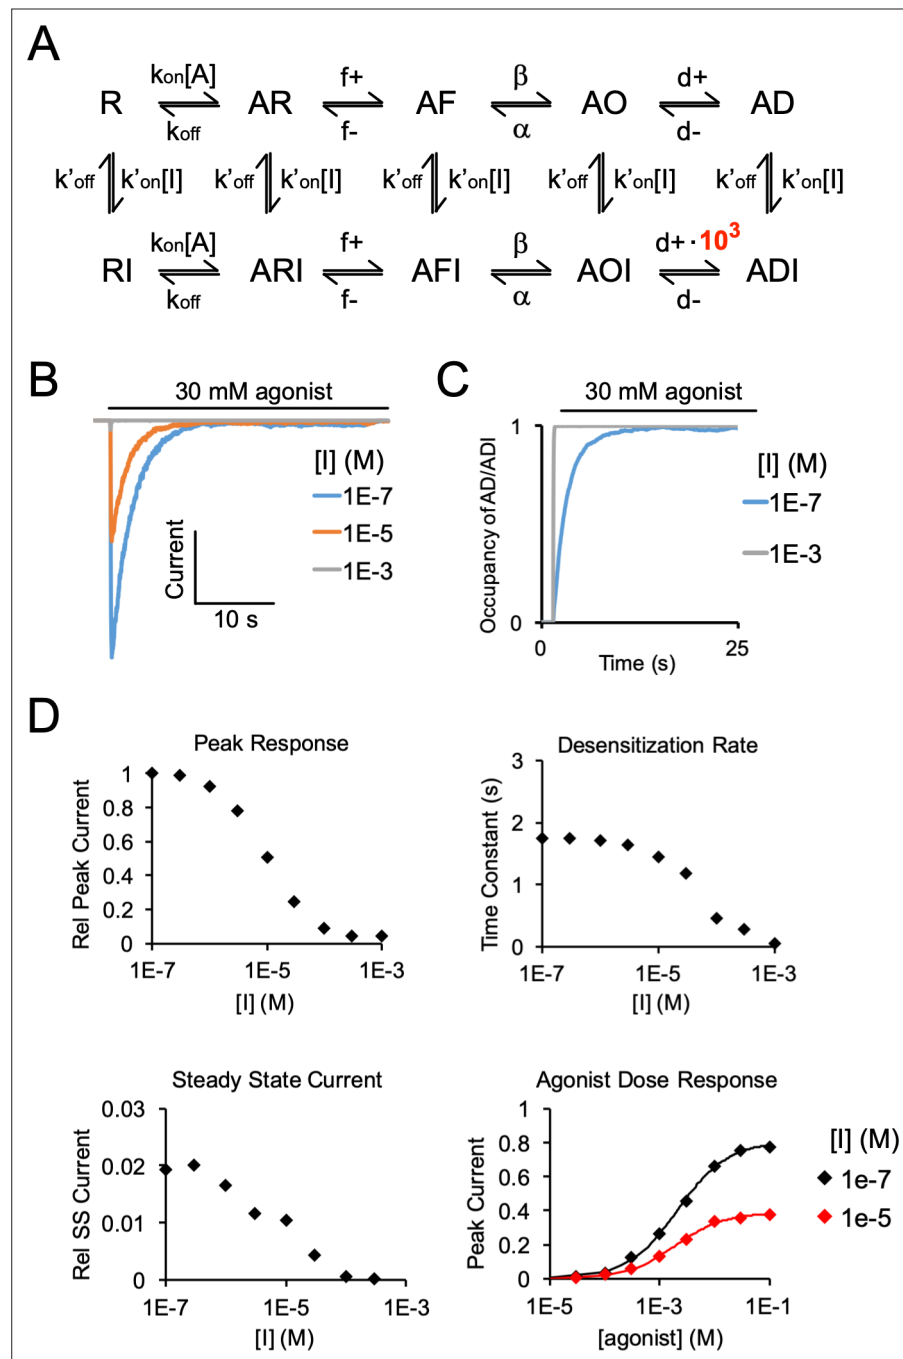 A
kon[A] f+ β d+
R AR AF AO AD
koff f- α d-
k'off k'on[I] k'off k'on[I] k'off k'on[I] k'off k'on[I] k'off k'on[I]
kon[A] f+ β d+·10³
RI ARI AFI AOI ADI
koff f- α d-
B
30 mM agonist
[I] (M)
1E-7
1E-5
1E-3
Current
10 s
C
30 mM agonist
1
Occupancy of AD/ADI
[I] (M)
1E-7
1E-3
0
0 25
Time (s)
D
Peak Response
Rel Peak Current
1
0.8
0.6
0.4
0.2
0
1E-7 1E-5 1E-3
[I] (M)
Desensitization Rate
Time Constant (s)
3
2
1
0
1E-7 1E-5 1E-3
[I] (M)
Steady State Current
Rel SS Current
0.03
0.02
0.01
0
1E-7 1E-5 1E-3
[I] (M)
Agonist Dose Response
Peak Current
1
0.8
0.6
0.4
0.2
0
1E-5 1E-3 1E-1
[agonist] (M)
[I] (M)
1e-7
1e-5